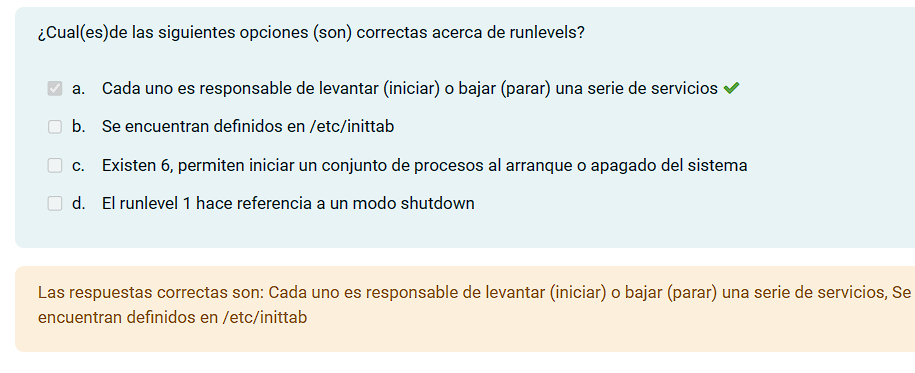 ¿Cual(es)de las siguientes opciones (son) correctas acerca de runlevels?
a. Cada uno es responsable de levantar (iniciar) o bajar (parar) una serie de servicios
b. Se encuentran definidos en /etc/inittab
c. Existen 6, permiten iniciar un conjunto de procesos al arranque o apagado del sistema
d. El runlevel 1 hace referencia a un modo shutdown
Las respuestas correctas son: Cada uno es responsable de levantar (iniciar) o bajar (parar) una serie de servicios, Se
encuentran definidos en /etc/inittab